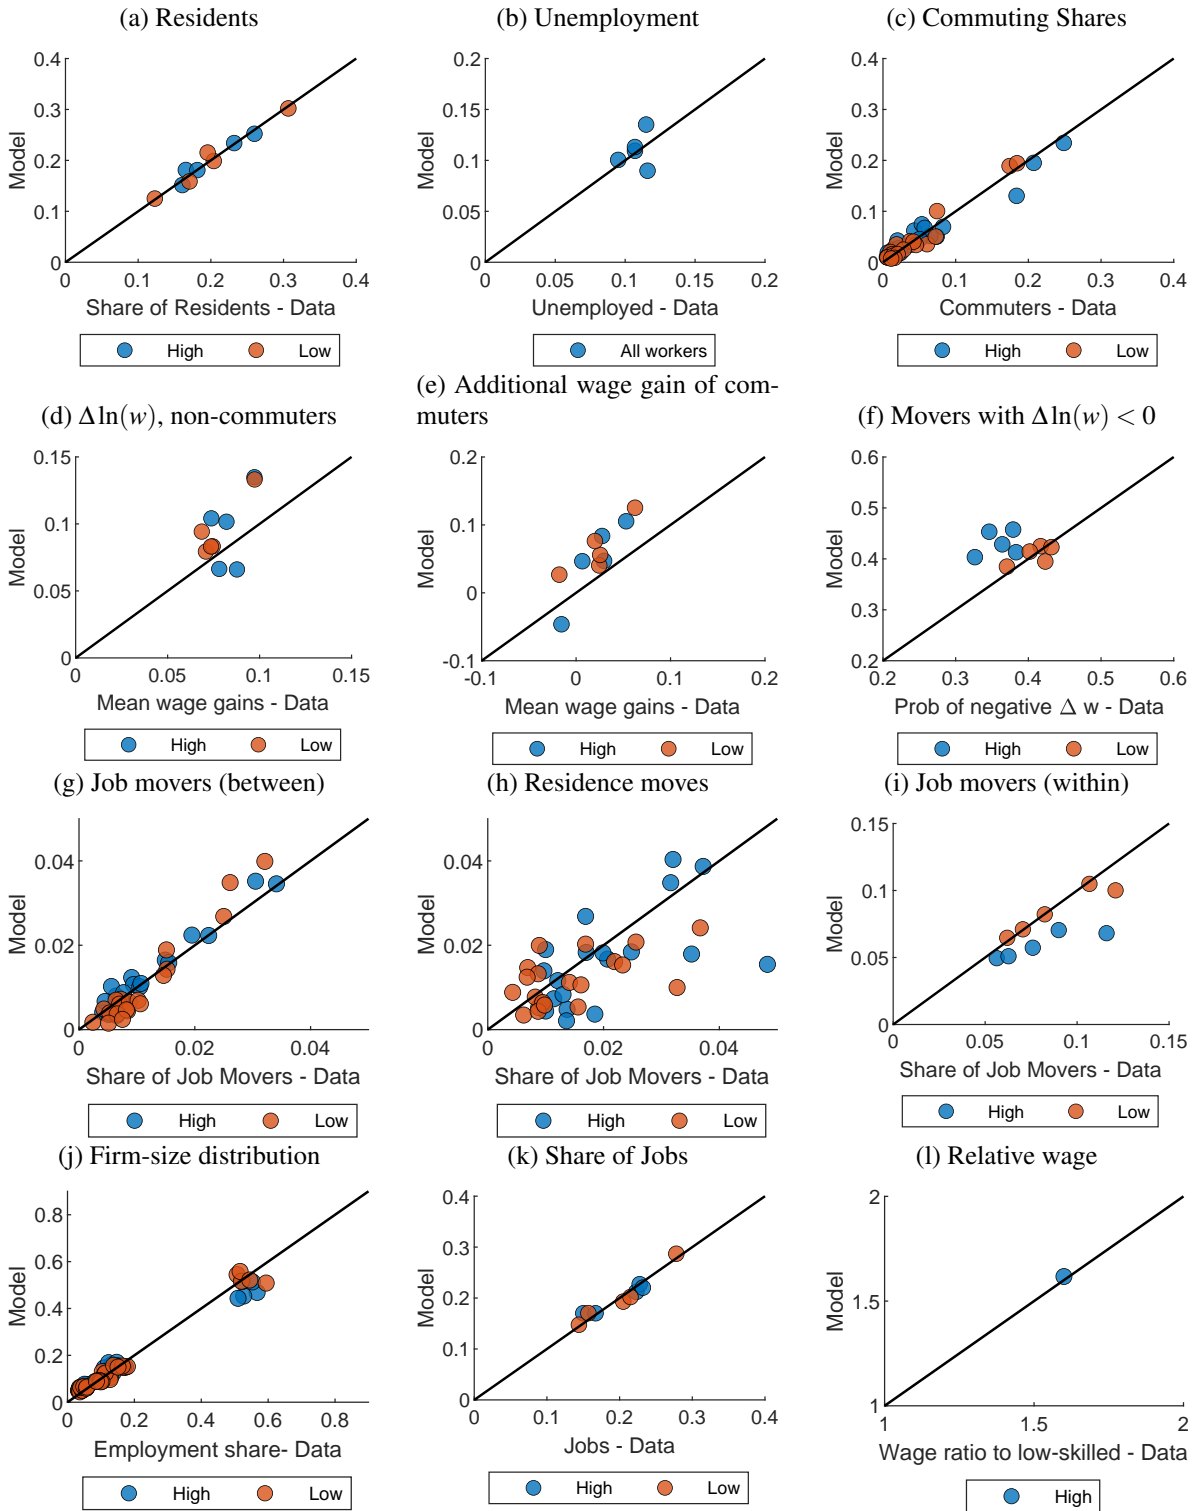 (a) Residents
0.4
0.3
0.2
0.1
0
0
0.1
0.2
0.3
0.4
Model
Share of Residents - Data
High Low
(b) Unemployment
0.2
0.15
0.1
0.05
0
0
0.05
0.1
0.15
0.2
Model
Unemployed - Data
All workers
(c) Commuting Shares
0.4
0.3
0.2
0.1
0
0
0.1
0.2
0.3
0.4
Model
Commuters - Data
High Low
(d) Δln(w), non-commuters
0.15
0.1
0.05
0
0
0.05
0.1
0.15
Model
Mean wage gains - Data
High Low
(e) Additional wage gain of com-
muters
0.2
0.1
0
-0.1
-0.1
0
0.1
0.2
Model
Mean wage gains - Data
High Low
(f) Movers with Δln(w) < 0
0.6
0.5
0.4
0.3
0.2
0.2
0.3
0.4
0.5
0.6
Model
Prob of negative Δ w - Data
High Low
(g) Job movers (between)
0.04
0.02
0
0
0.02
0.04
Model
Share of Job Movers - Data
High Low
(h) Residence moves
0.04
0.02
0
0
0.02
0.04
Model
Share of Job Movers - Data
High Low
(i) Job movers (within)
0.15
0.1
0.05
0
0
0.05
0.1
0.15
Model
Share of Job Movers - Data
High Low
(j) Firm-size distribution
0.8
0.6
0.4
0.2
0
0
0.2
0.4
0.6
0.8
Model
Employment share- Data
High Low
(k) Share of Jobs
0.4
0.3
0.2
0.1
0
0
0.1
0.2
0.3
0.4
Model
Jobs - Data
High Low
(l) Relative wage
2
1.5
1
1
1.5
2
Model
Wage ratio to low-skilled - Data
High